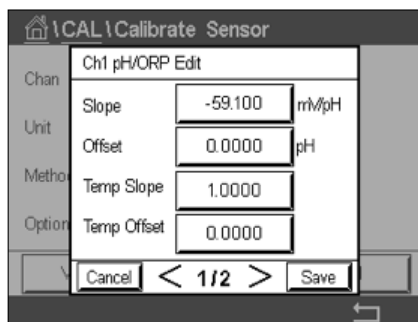 \CAL\Calibrate Sensor
Ch1 pH/ORP Edit
Chan
Slope -59.100 mV/pH
Unit
Offset 0.0000 pH
Metho
Temp Slope 1.0000
Option
Temp Offset 0.0000
Cancel < 1/2 > Save